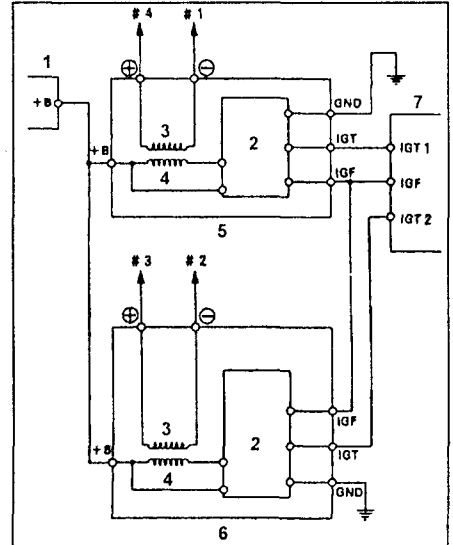 # 4 # 1
1
⊕ ⊖
7
+B
3
GND
2
IGT
IGT 1
+B
4
IGF
IGF
5
IGT 2
# 3 # 2
⊕ ⊖
3
2
IGF
+B
IGT
4
GND
6